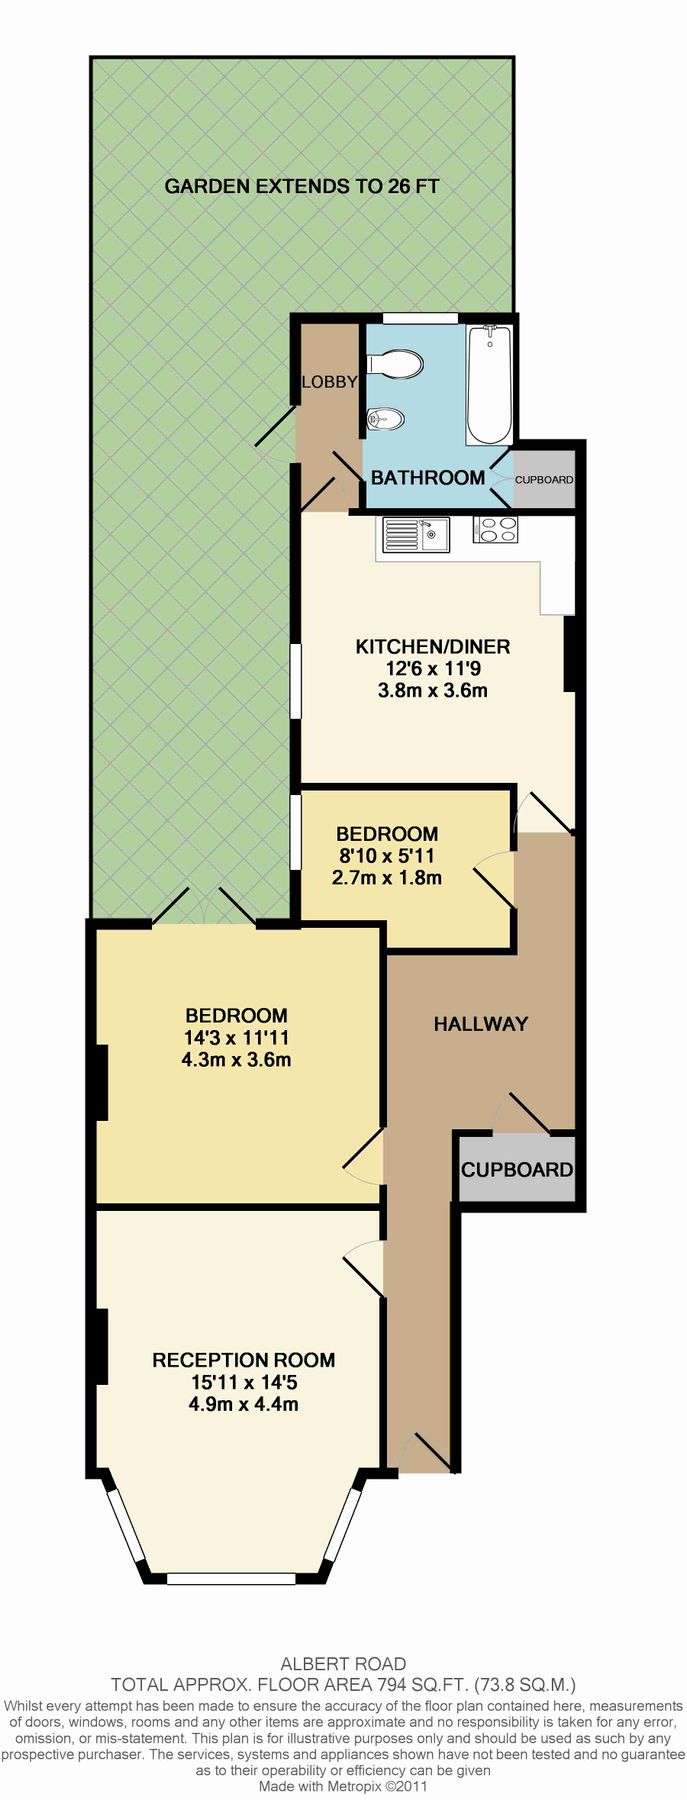 GARDEN EXTENDS TO 26 FT
LOBBY
BATHROOM
CUPBOARD
KITCHEN/DINER
12'6 x 11'9
3.8m x 3.6m
BEDROOM
8'10 x 5'11
2.7m x 1.8m
BEDROOM
14'3 x 11'11
4.3m x 3.6m
HALLWAY
CUPBOARD
RECEPTION ROOM
15'11 x 14'5
4.9m x 4.4m
ALBERT ROAD
TOTAL APPROX. FLOOR AREA 794 SQ.FT. (73.8 SQ.M.)
Whilst every attempt has been made to ensure the accuracy of the floor plan contained here, measurements
of doors, windows, rooms and any other items are approximate and no responsibility is taken for any error,
omission, or mis-statement. This plan is for illustrative purposes only and should be used as such by any
prospective purchaser. The services, systems and appliances shown have not been tested and no guarantee
as to their operability or efficiency can be given
Made with Metropix ©2011